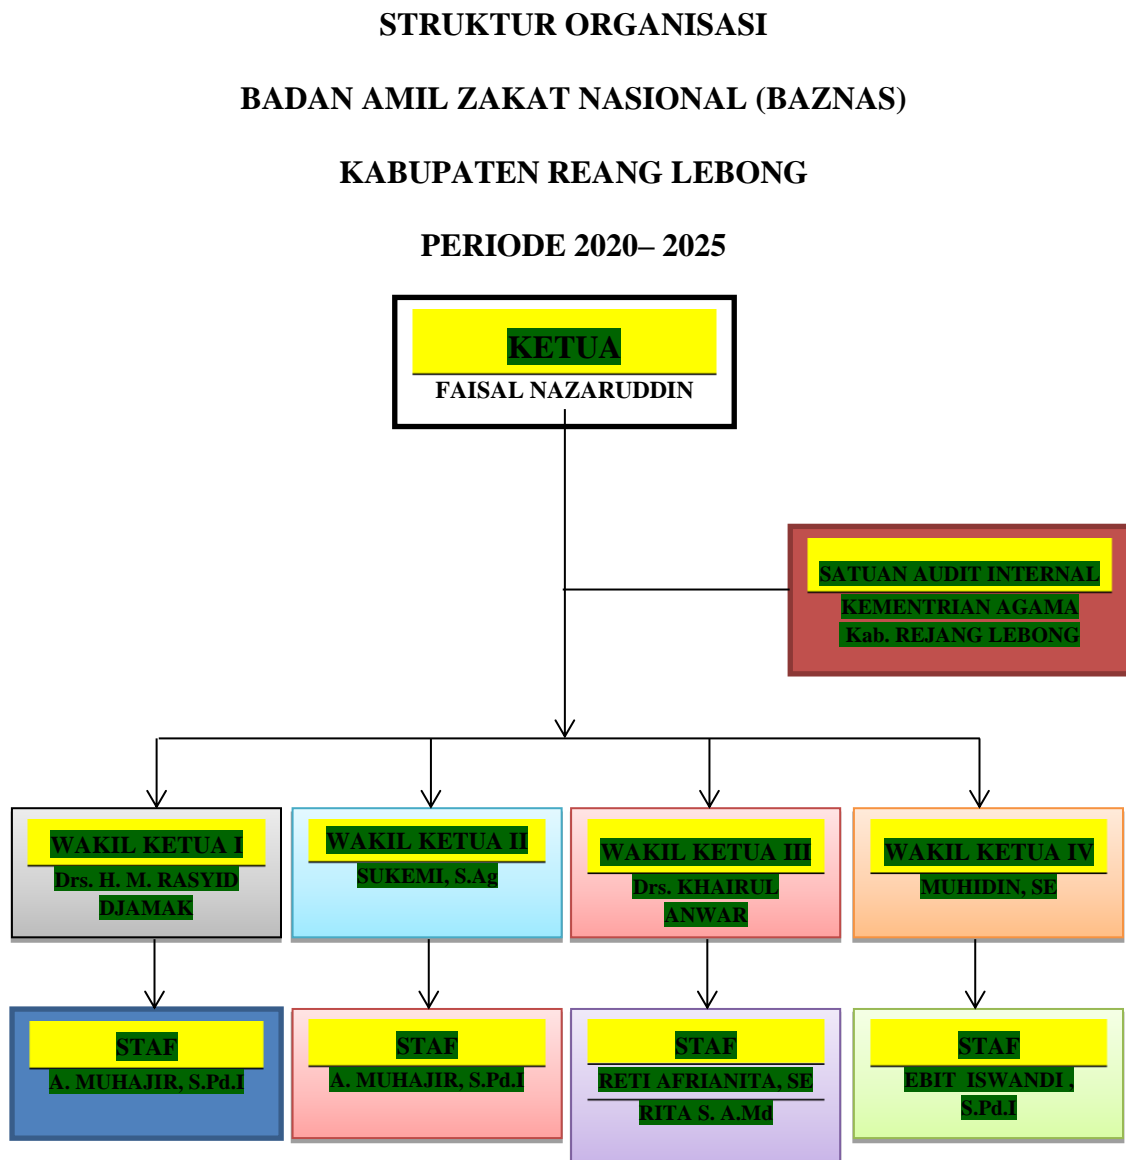 STRUKTUR ORGANISASI
BADAN AMIL ZAKAT NASIONAL (BAZNAS)
KABUPATEN REANG LEBONG
PERIODE 2020– 2025
KETUA
FAISAL NAZARUDDIN
SATUAN AUDIT INTERNAL
KEMENTRIAN AGAMA
Kab. REJANG LEBONG
WAKIL KETUA I
Drs. H. M. RASYID
DJAMAK
WAKIL KETUA II
SUKEMI, S.Ag
WAKIL KETUA III
Drs. KHAIRUL
ANWAR
WAKIL KETUA IV
MUHIDIN, SE
STAF
A. MUHAJIR, S.Pd.I
STAF
A. MUHAJIR, S.Pd.I
STAF
RETI AFRIANITA, SE
RITA S. A.Md
STAF
EBIT  ISWANDI ,
S.Pd.I